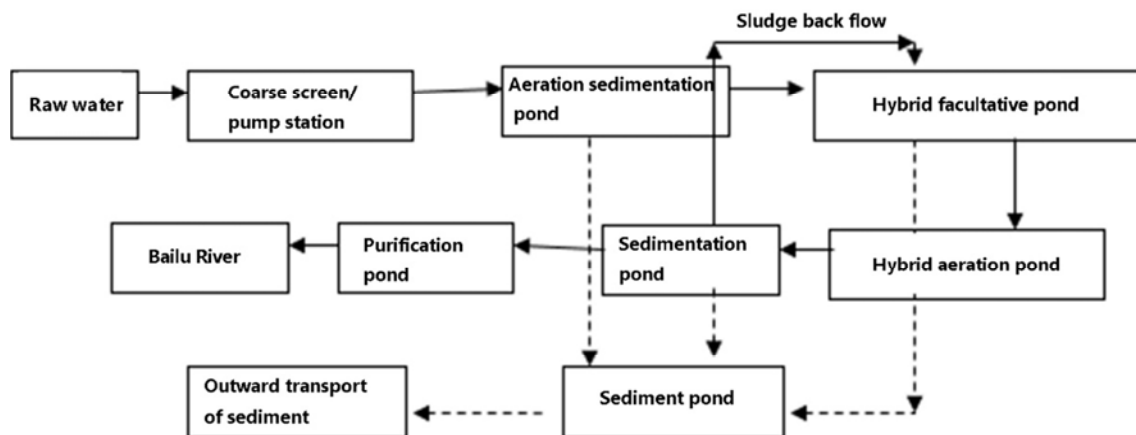 Sludge back flow
Raw water
Coarse screen/
pump station
Aeration sedimentation
pond
Hybrid facultative pond
Bailu River
Purification
pond
Sedimentation
pond
Hybrid aeration pond
Outward transport
of sediment
Sediment pond